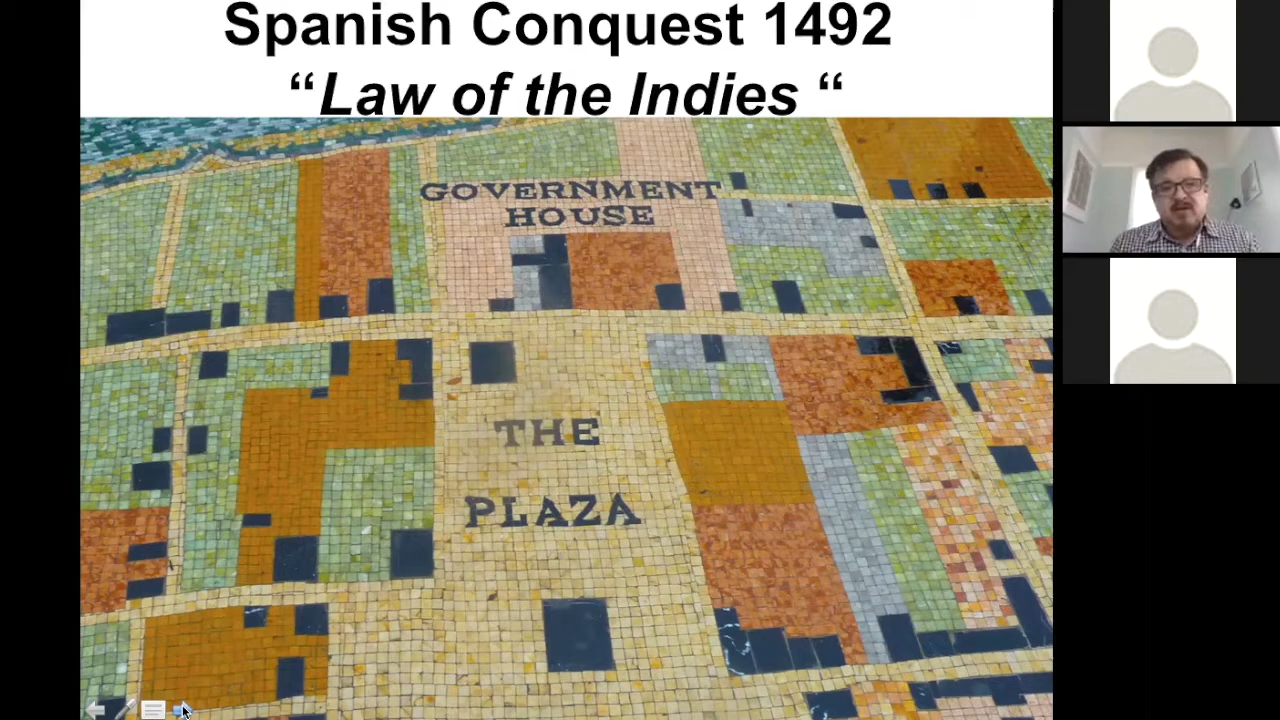 Spanish Conquest 1492
“Law of the Indies “
GOVERNMENT
HOUSE
THE
PLAZA